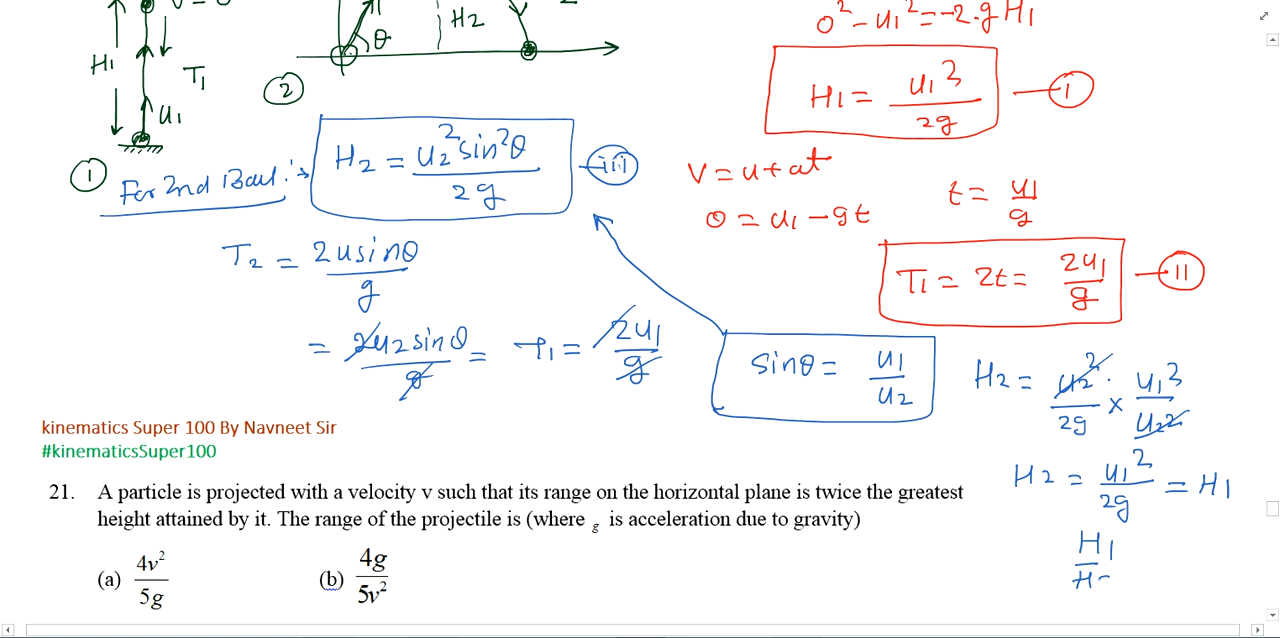 V = 0
H1
T1
u1
①
θ
H2
②
0² - u1² = -2·g H1
H1 = u1² / 2g — I
For 2nd Ball :s
H2 = u2² sin²θ / 2g — iii
V = u + at
0 = u1 - gt
t = u1 / g
T1 = 2t = 2u1 / g — II
T2 = 2u sinθ / g
= 2u2 sinθ / g = T1 = 2u1 / g
sinθ = u1 / u2
H2 = u2² / 2g × u1² / u2²
H2 = u1² / 2g = H1
H1
kinematics Super 100 By Navneet Sir
#kinematicsSuper100
21. A particle is projected with a velocity v such that its range on the horizontal plane is twice the greatest
height attained by it. The range of the projectile is (where g is acceleration due to gravity)
(a) 4v² / 5g (b) 4g / 5v²